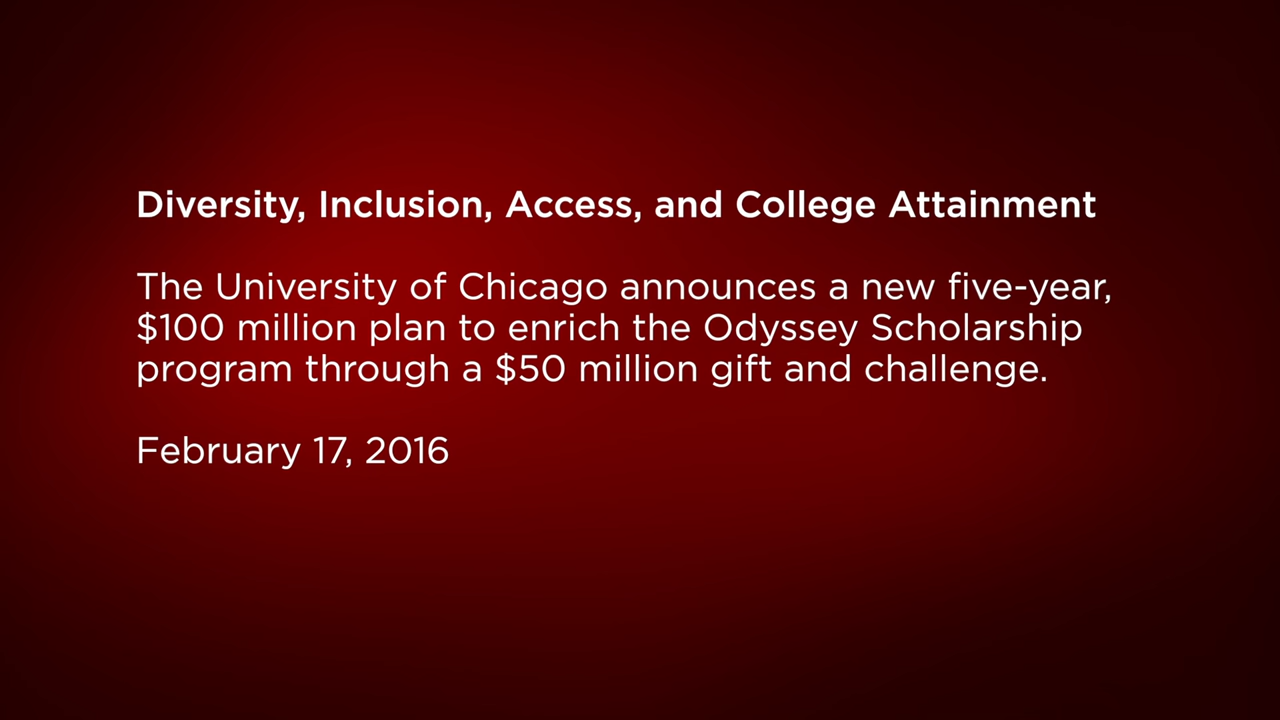 Diversity, Inclusion, Access, and College Attainment
The University of Chicago announces a new five-year,
$100 million plan to enrich the Odyssey Scholarship
program through a $50 million gift and challenge.
February 17, 2016